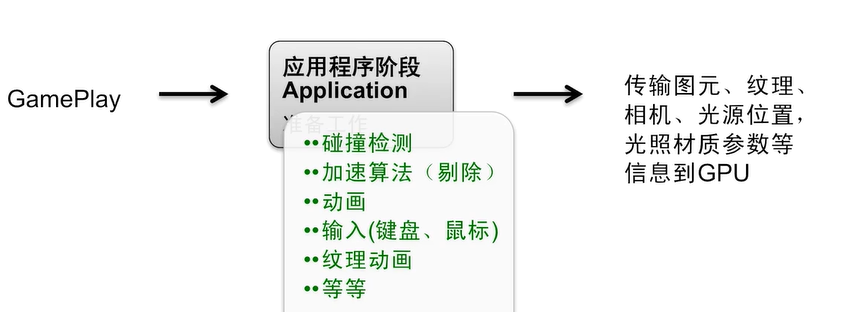 GamePlay
应用程序阶段
Application
准备工作
••碰撞检测
••加速算法（剔除）
••动画
••输入(键盘、鼠标)
••纹理动画
••等等
传输图元、纹理、
相机、光源位置，
光照材质参数等
信息到GPU